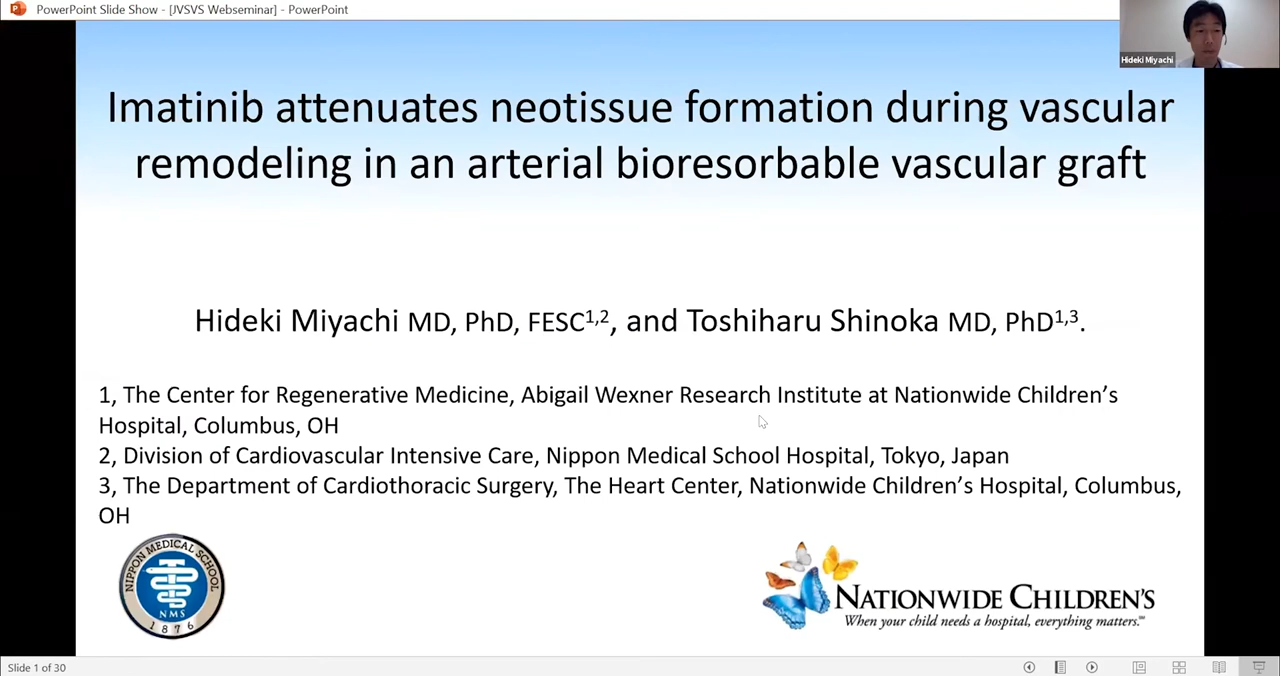 PowerPoint Slide Show - [JVSVS Webseminar] - PowerPoint
Hideki Miyachi
Imatinib attenuates neotissue formation during vascular
remodeling in an arterial bioresorbable vascular graft
Hideki Miyachi MD, PhD, FESC1,2, and Toshiharu Shinoka MD, PhD1,3.
1, The Center for Regenerative Medicine, Abigail Wexner Research Institute at Nationwide Children’s
Hospital, Columbus, OH
2, Division of Cardiovascular Intensive Care, Nippon Medical School Hospital, Tokyo, Japan
3, The Department of Cardiothoracic Surgery, The Heart Center, Nationwide Children’s Hospital, Columbus,
OH
NIPPON MEDICAL SCHOOL
NMS
1876
NATIONWIDE CHILDREN'S
When your child needs a hospital, everything matters.℠
Slide 1 of 30